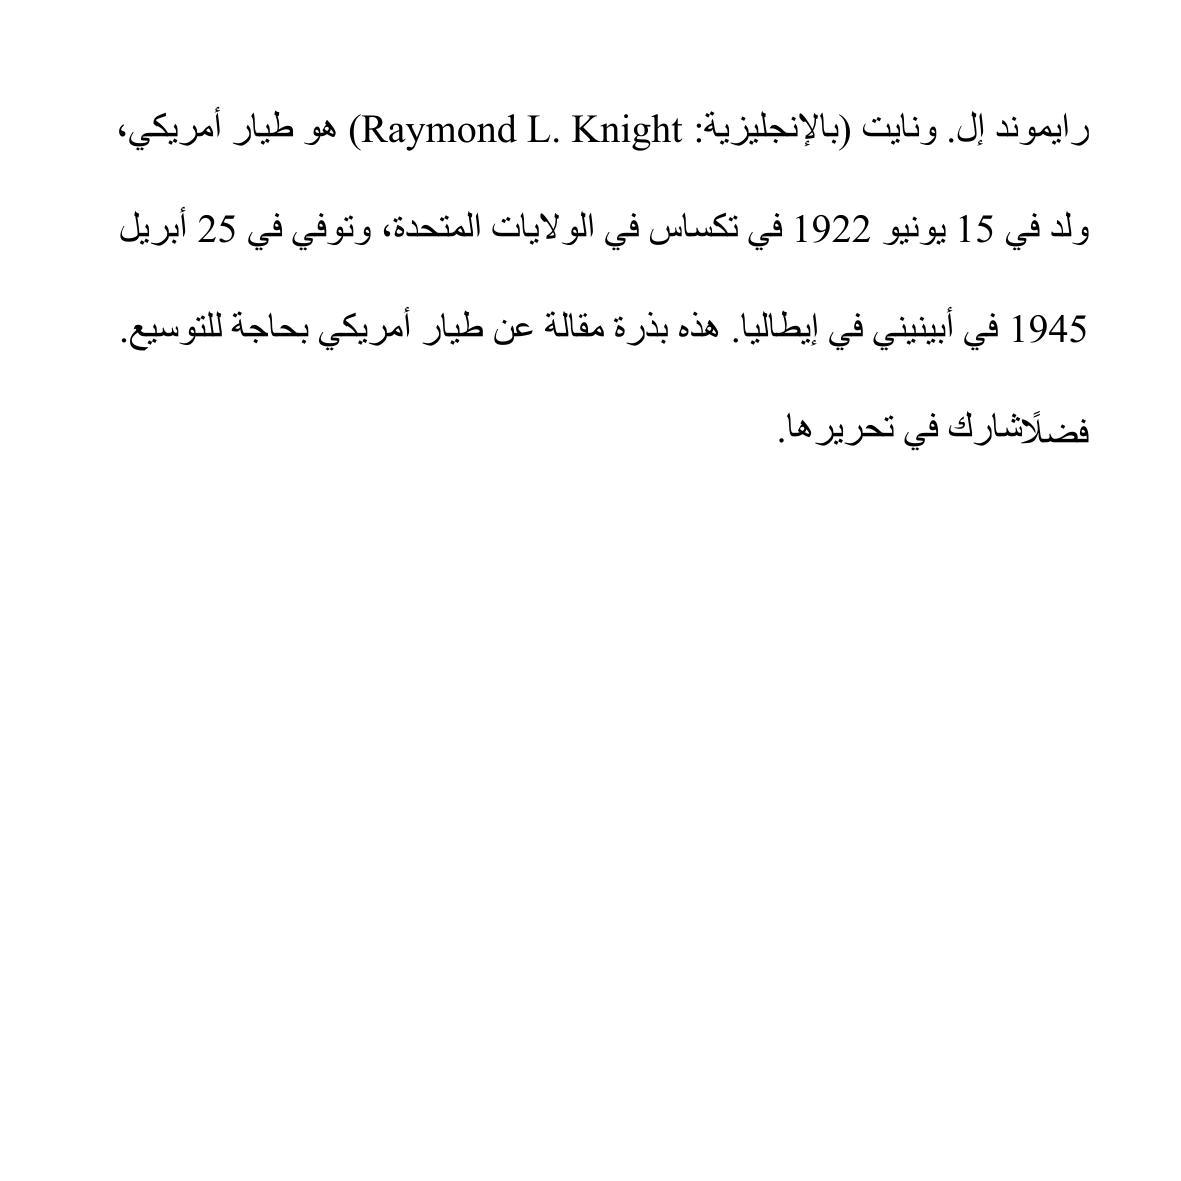 رايموند إل. ونايت (بالإنجليزية: Raymond L. Knight) هو طيار أمريكي،
ولد في 15 يونيو 1922 في تكساس في الولايات المتحدة، وتوفي في 25 أبريل
1945 في أبينيني في إيطاليا. هذه بذرة مقالة عن طيار أمريكي بحاجة للتوسيع.
فضلًاشارك في تحريرها.